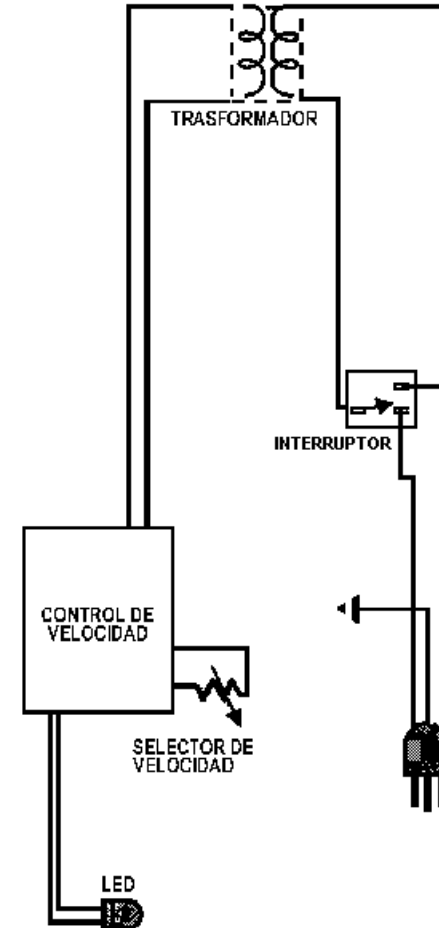 TRASFORMADOR
INTERRUPTOR
CONTROL DE
VELOCIDAD
SELECTOR DE
VELOCIDAD
LED